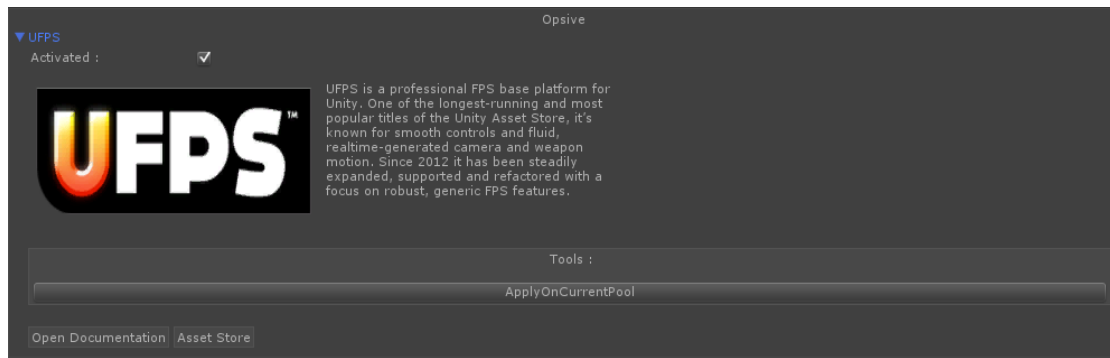 Opsive
UFPS
Activated :
UFPS™
UFPS is a professional FPS base platform for
Unity. One of the longest-running and most
popular titles of the Unity Asset Store, it's
known for smooth controls and fluid,
realtime-generated camera and weapon
motion. Since 2012 it has been steadily
expanded, supported and refactored with a
focus on robust, generic FPS features.
Tools :
ApplyOnCurrentPool
Open Documentation Asset Store